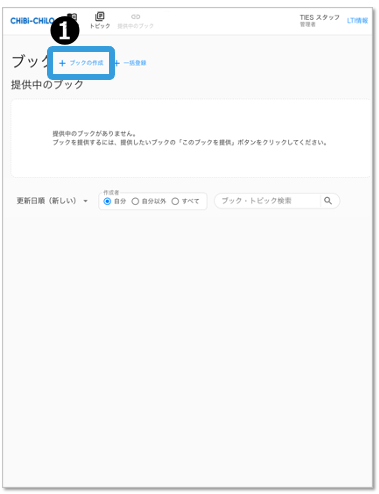 CHiBi-CHiLO
トピック
提供中のブック
TIES スタッフ
管理者
LTI情報
1
ブック
+ ブックの作成
+ 一括登録
提供中のブック
提供中のブックがありません。
ブックを提供するには、提供したいブックの「このブックを提供」ボタンをクリックしてください。
更新日順（新しい）
作成者
自分 自分以外 すべて
ブック・トピック検索